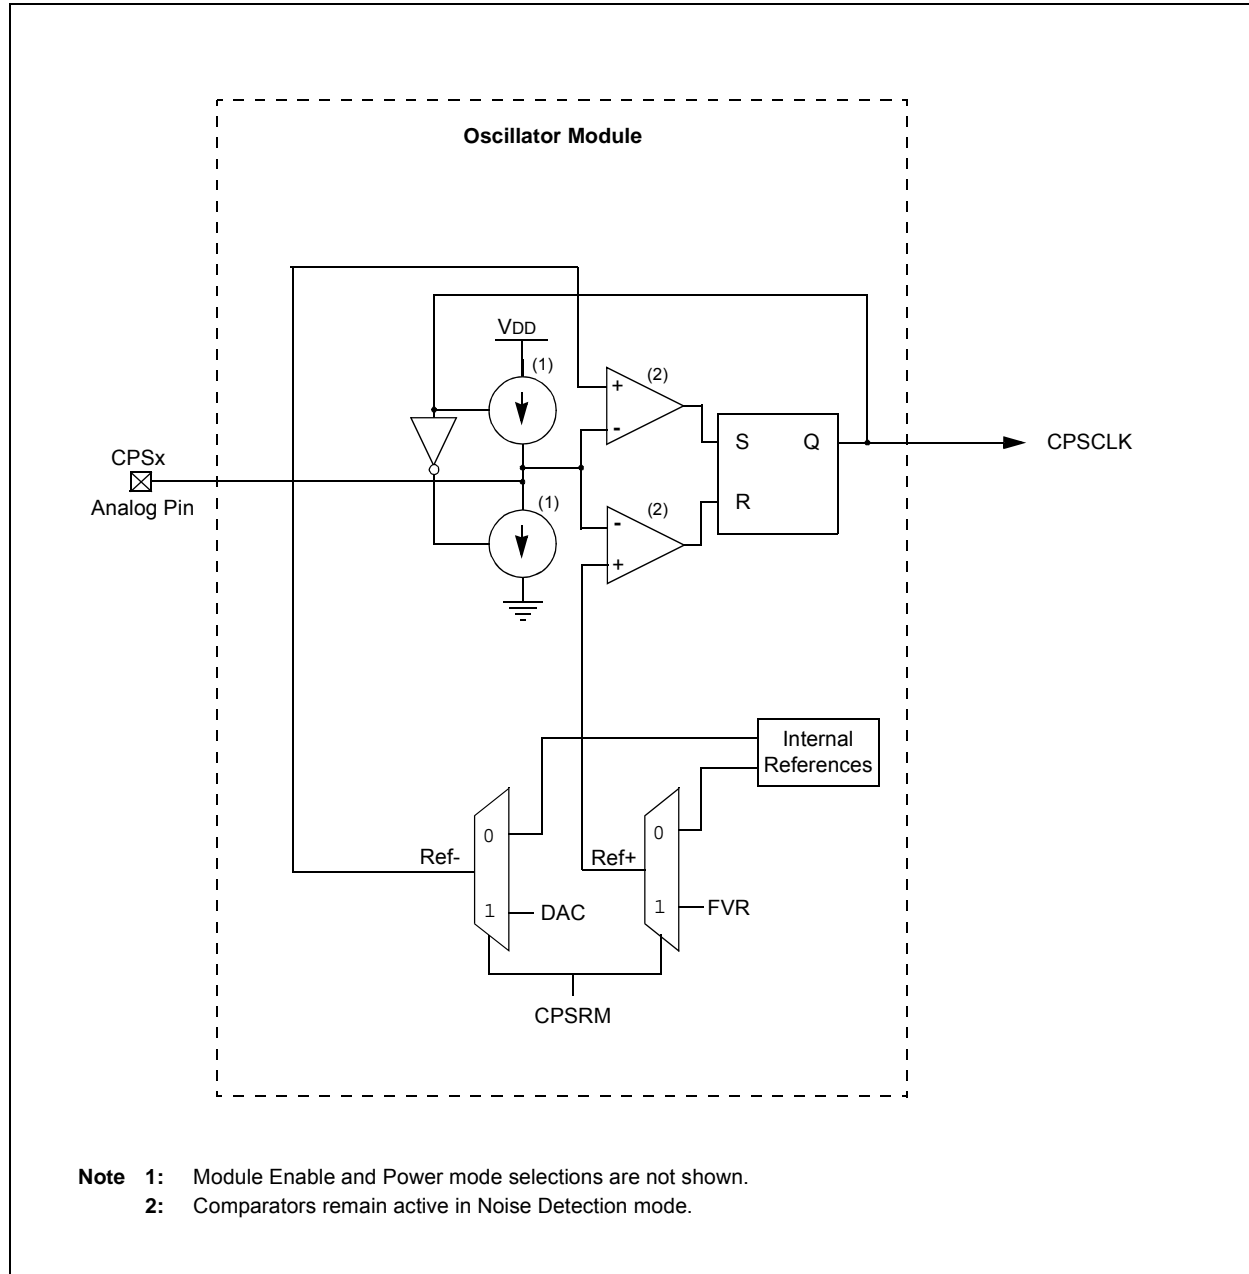 Oscillator Module
VDD
(1)
(2)
+
-
S Q
CPSCLK
CPSx
Analog Pin
(1)
(2)
R
-
+
Internal
References
0
0
Ref-
Ref+
1
DAC
1
FVR
CPSRM
Note 1: Module Enable and Power mode selections are not shown.
2: Comparators remain active in Noise Detection mode.